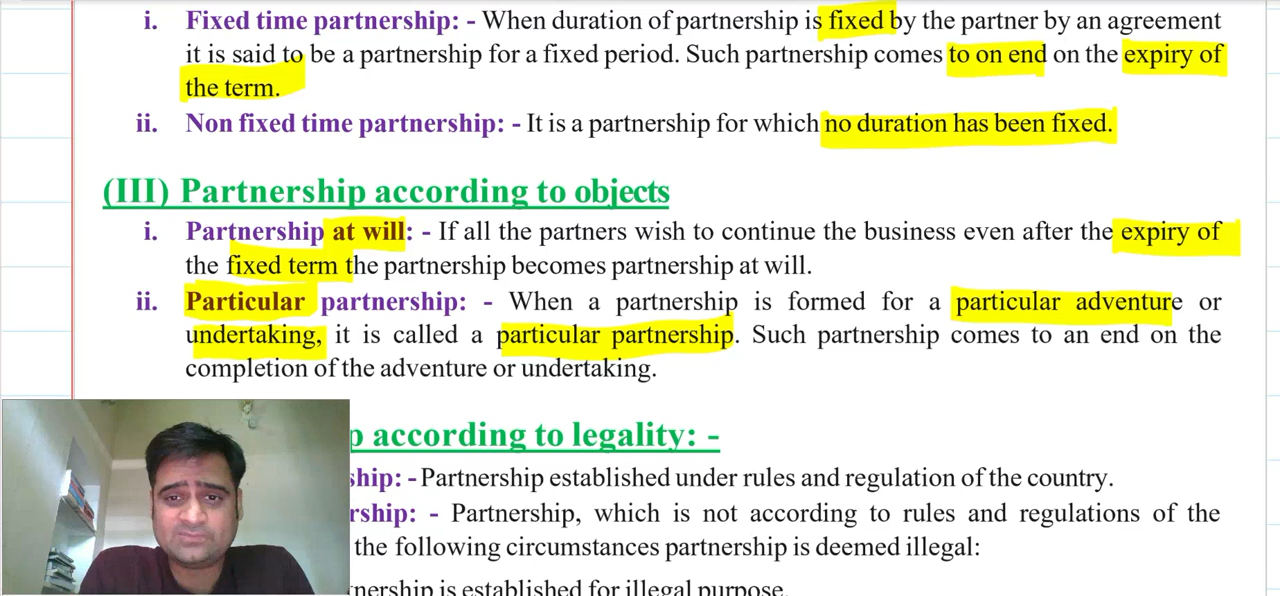 i. Fixed time partnership: - When duration of partnership is fixed by the partner by an agreement
it is said to be a partnership for a fixed period. Such partnership comes to on end on the expiry of
the term.
ii. Non fixed time partnership: - It is a partnership for which no duration has been fixed.
(III) Partnership according to objects
i. Partnership at will: - If all the partners wish to continue the business even after the expiry of
the fixed term the partnership becomes partnership at will.
ii. Particular partnership: - When a partnership is formed for a particular adventure or
undertaking, it is called a particular partnership. Such partnership comes to an end on the
completion of the adventure or undertaking.
p according to legality: -
ship: - Partnership established under rules and regulation of the country.
rship: - Partnership, which is not according to rules and regulations of the
the following circumstances partnership is deemed illegal:
tnership is established for illegal purpose.